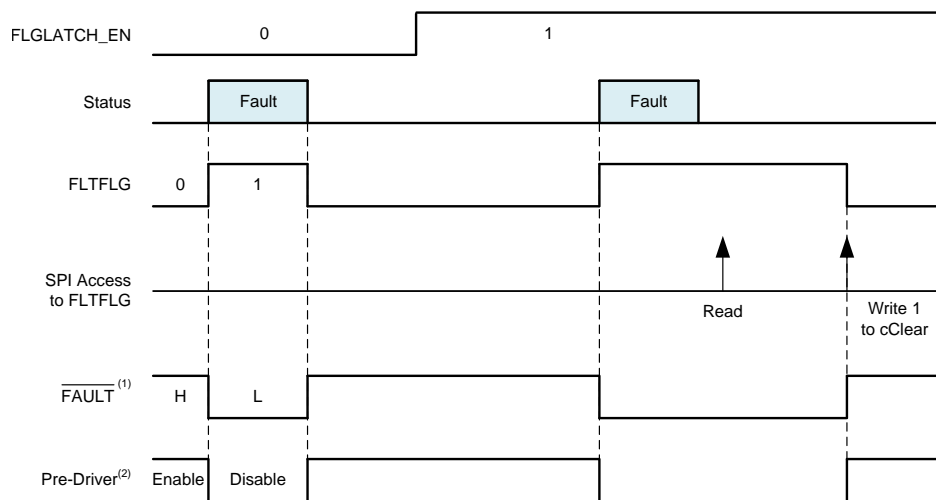 FLGLATCH_EN
0
1
Status
Fault
Fault
FLTFLG
0
1
SPI Access
to FLTFLG
Read
Write 1
to cClear
FAULT(1)
H
L
Pre-Driver(2)
Enable
Disable